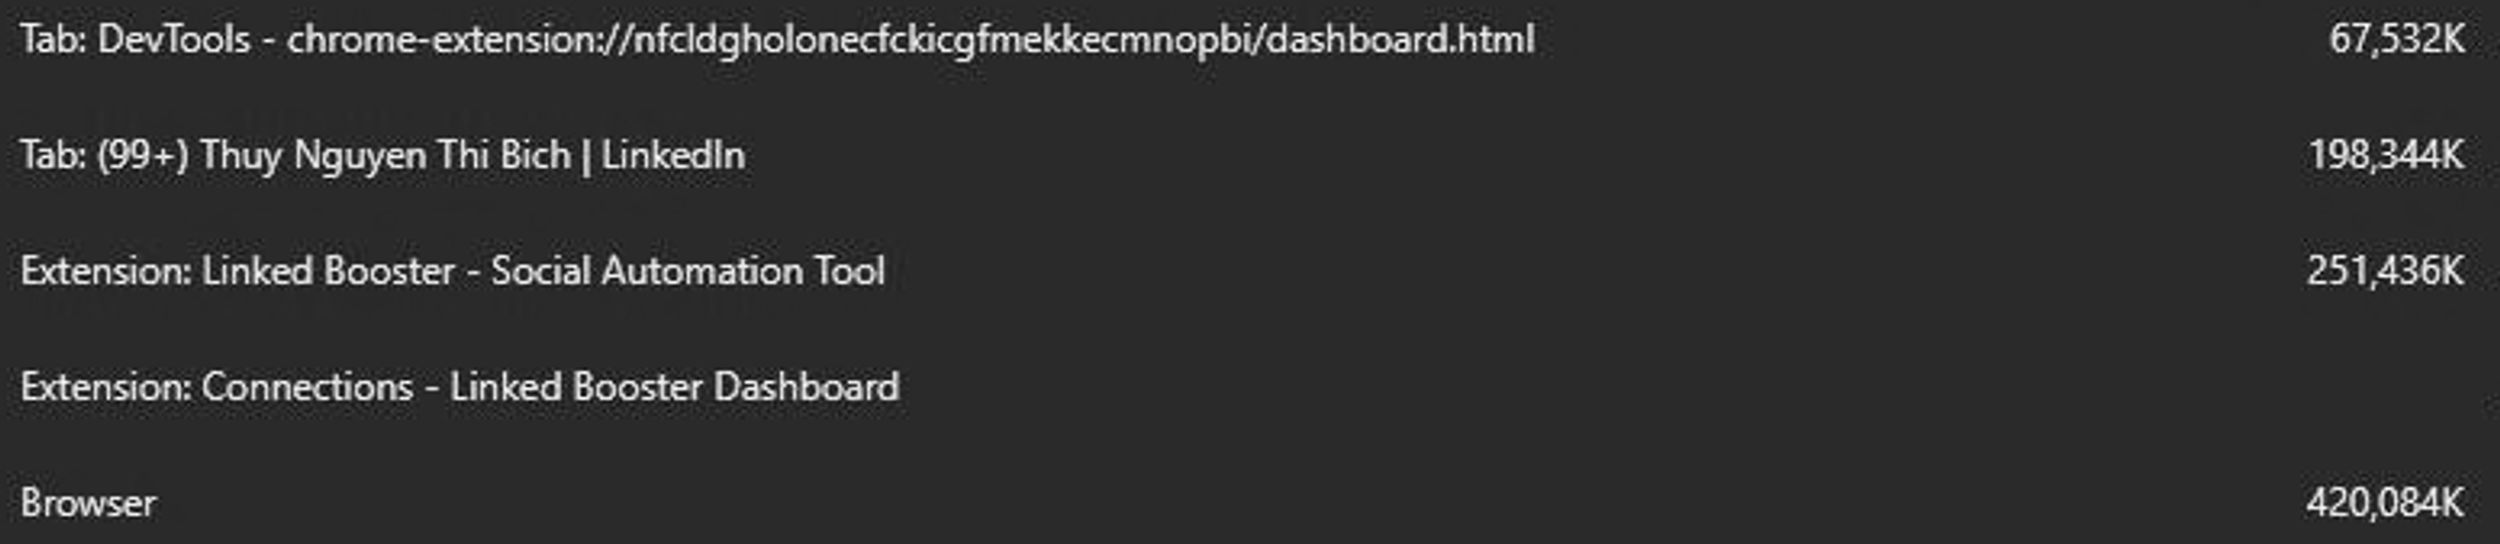 Tab: DevTools - chrome-extension://nfcldgholonecfckicgfmekkecmnopbi/dashboard.html 67,532K
Tab: (99+) Thuy Nguyen Thi Bich | LinkedIn 198,344K
Extension: Linked Booster - Social Automation Tool 251,436K
Extension: Connections - Linked Booster Dashboard
Browser 420,084K